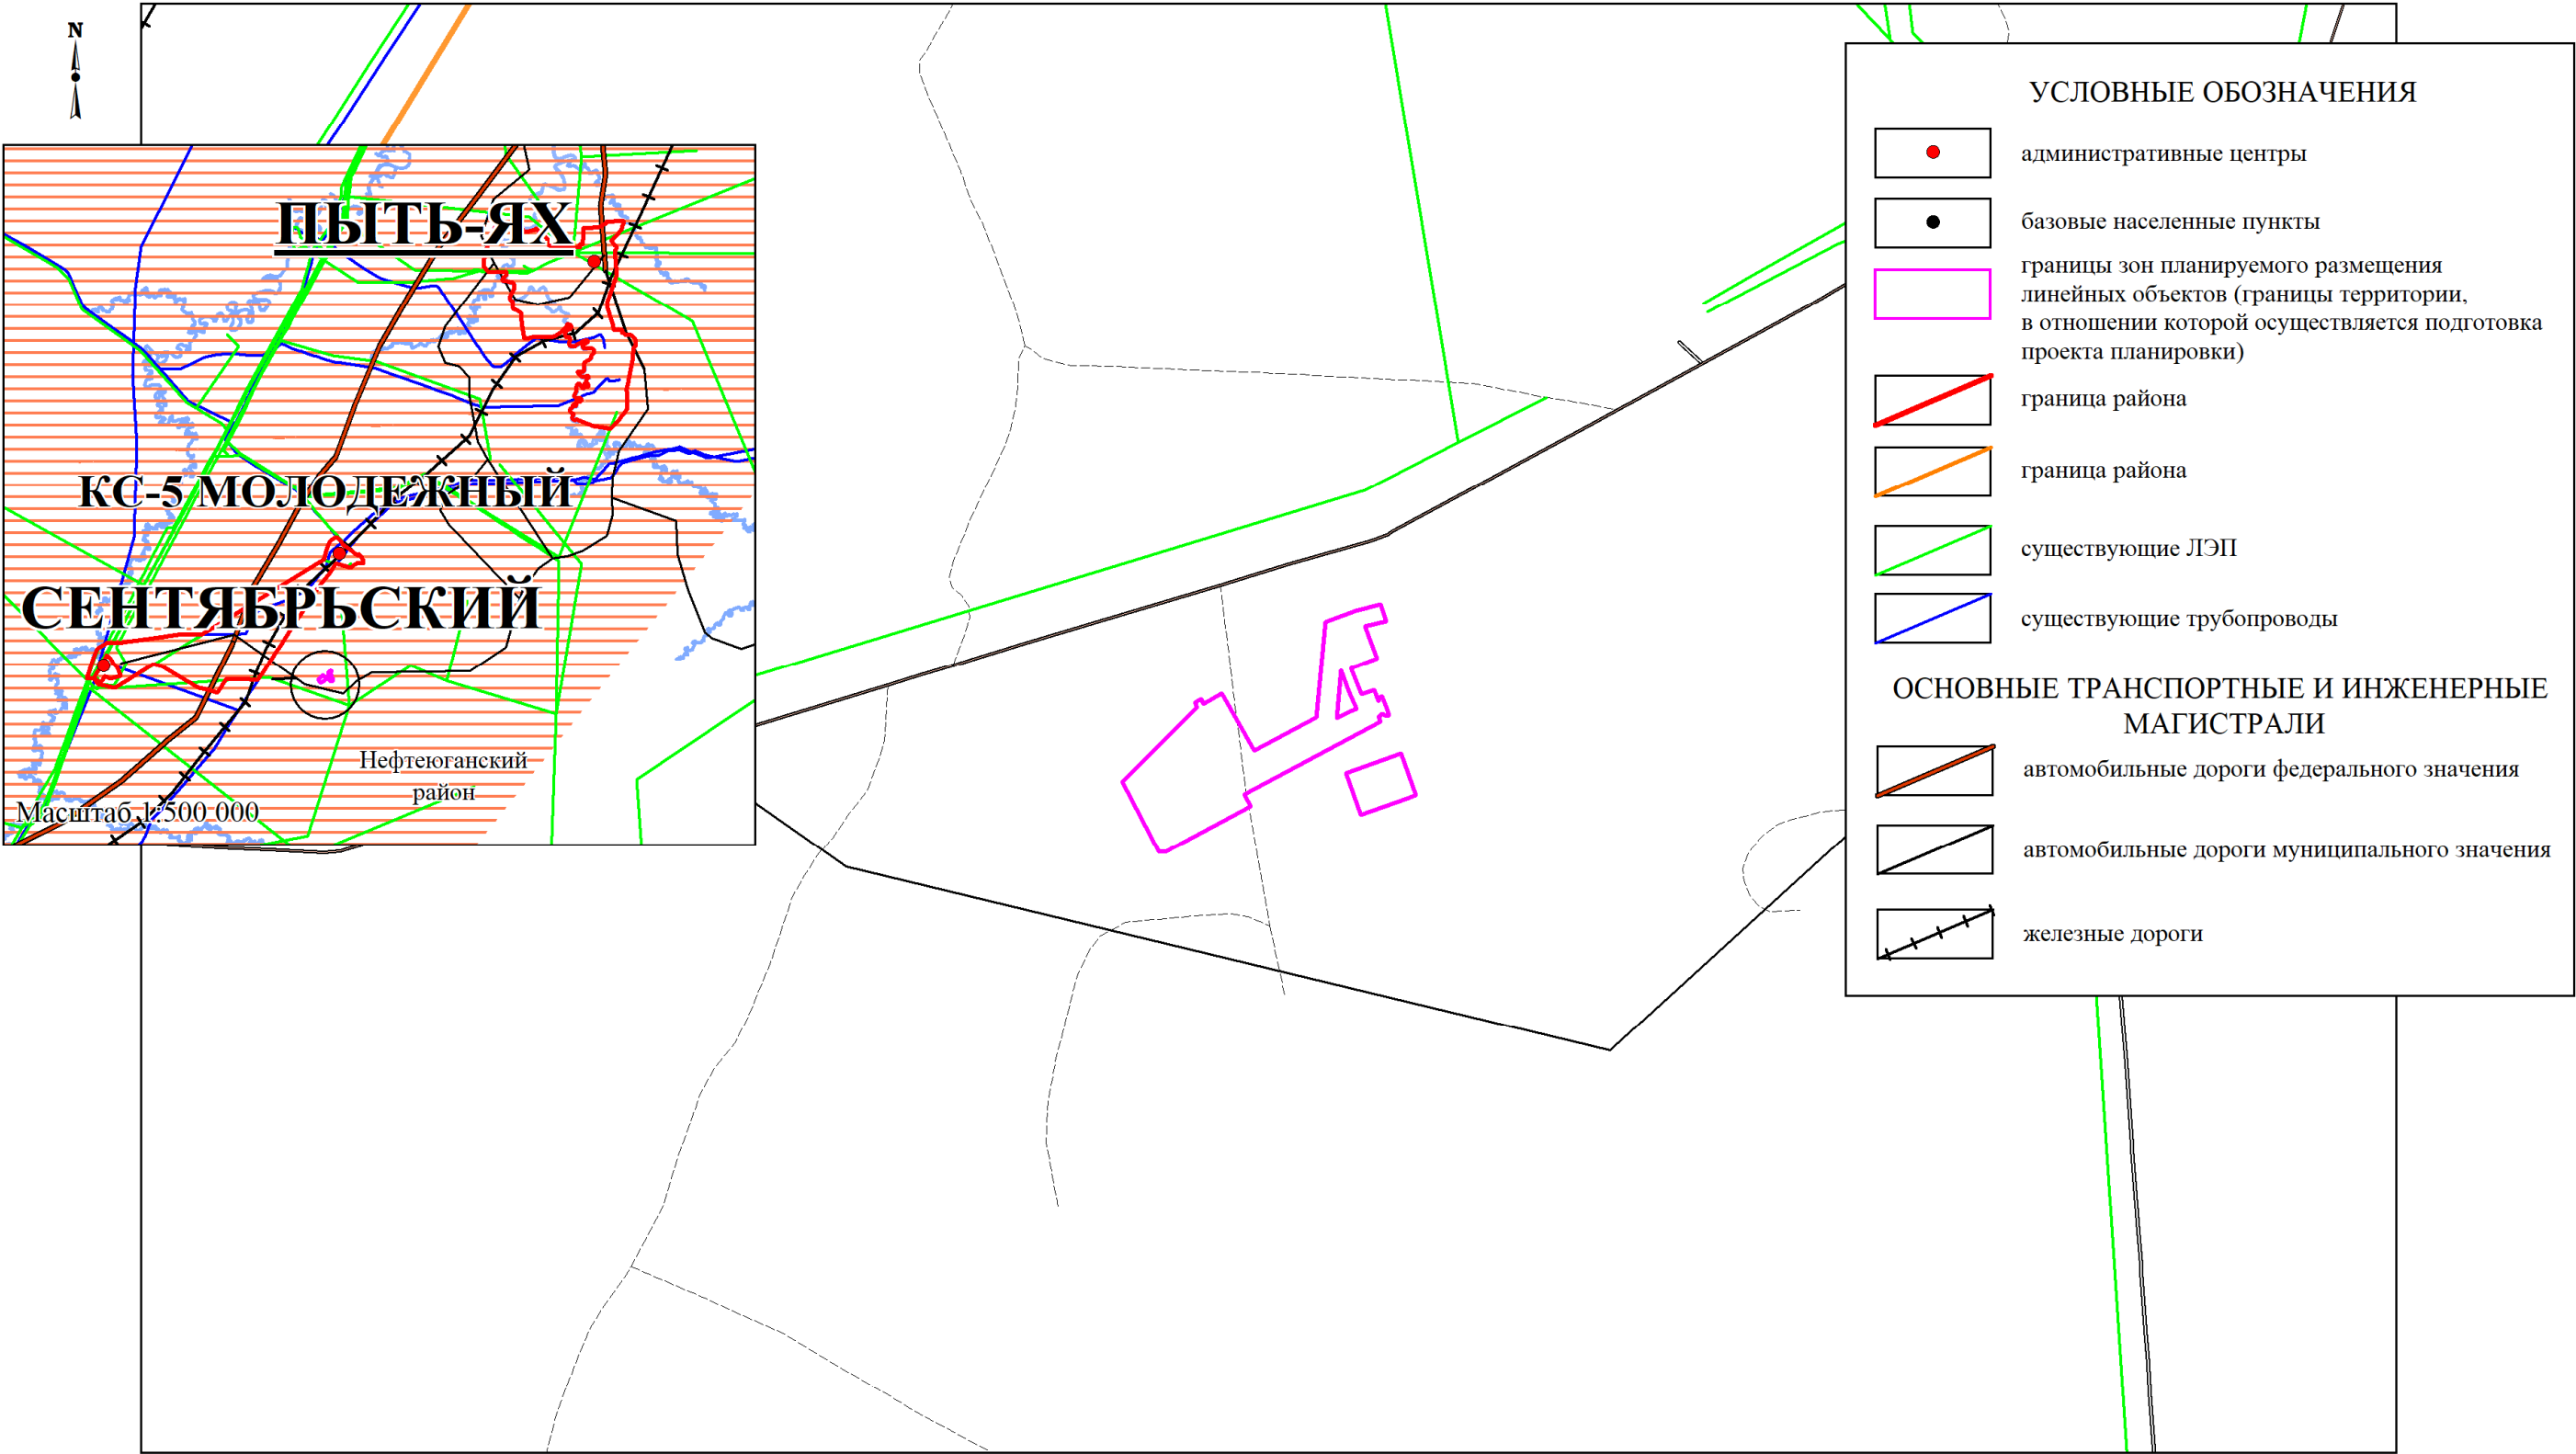 N
ПЫТЬ-ЯХ
КС-5 МОЛОДЕЖНЫЙ
СЕНТЯБРЬСКИЙ
Нефтеюганский
район
Масштаб 1:500 000
УСЛОВНЫЕ ОБОЗНАЧЕНИЯ
административные центры
базовые населенные пункты
границы зон планируемого размещения
линейных объектов (границы территории,
в отношении которой осуществляется подготовка
проекта планировки)
граница района
граница района
существующие ЛЭП
существующие трубопроводы
ОСНОВНЫЕ ТРАНСПОРТНЫЕ И ИНЖЕНЕРНЫЕ
МАГИСТРАЛИ
автомобильные дороги федерального значения
автомобильные дороги муниципального значения
железные дороги